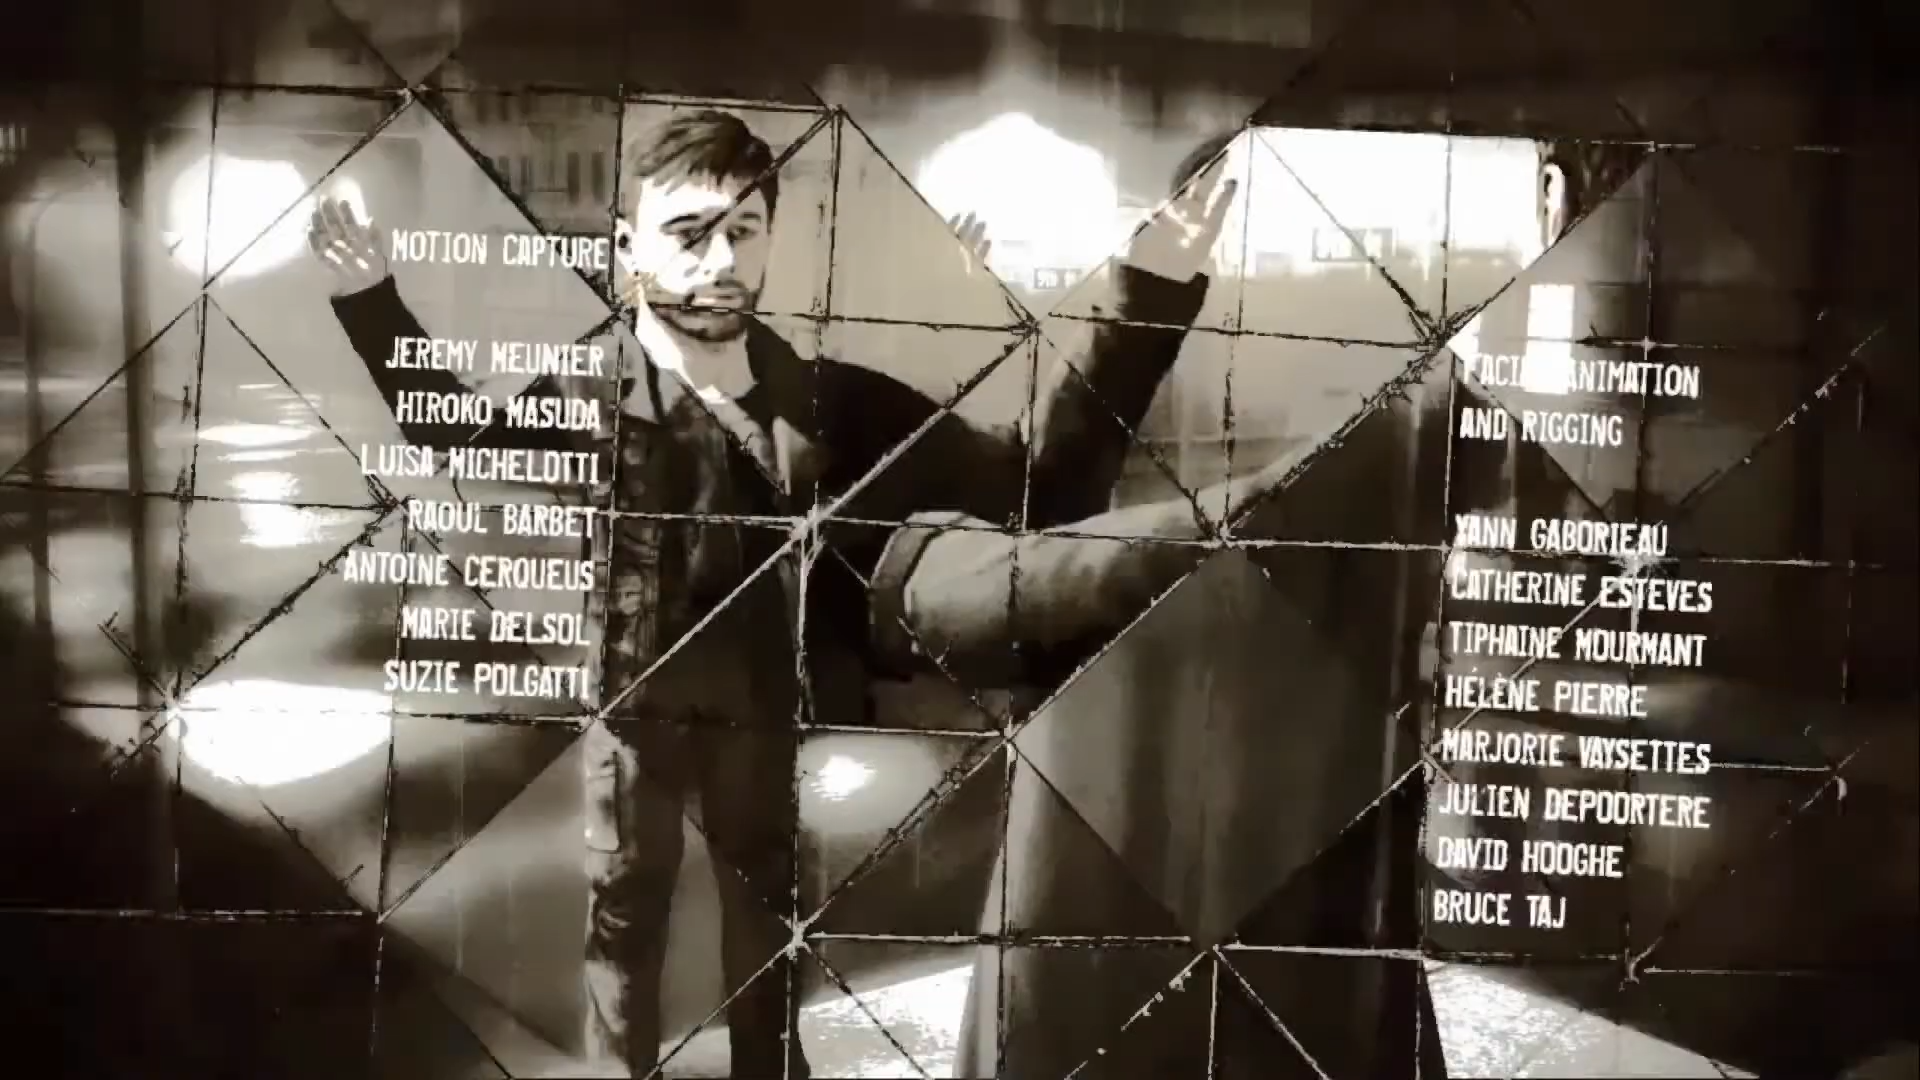 MOTION CAPTURE
JEREMY MEUNIER
HIROKO MASUDA
LUISA MICHELOTTI
RAOUL BARBET
ANTOINE CERQUEUS
MARIE DELSOL
SUZIE POLGATTI
FACIAL ANIMATION
AND RIGGING
YANN GABORIEAU
CATHERINE ESTEVES
TIPHAINE MOURMANT
HÉLÈNE PIERRE
MARJORIE VAYSETTES
JULIEN DEPOORTERE
DAVID HOOGHE
BRUCE TAJ